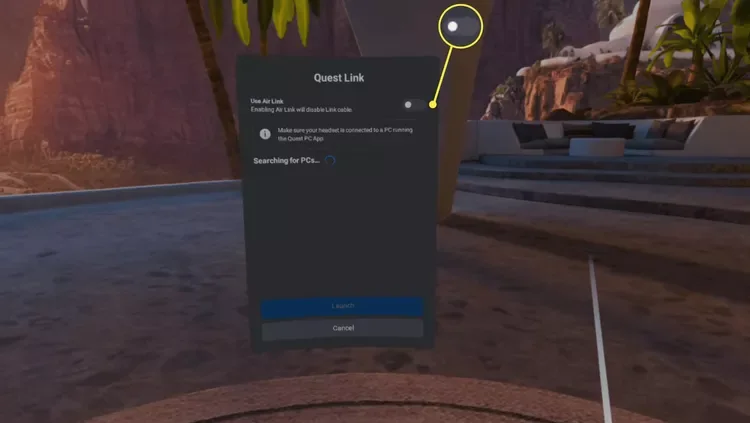 Quest Link
Use Air Link
Enabling Air Link will disable Link cable.
Make sure your headset is connected to a PC running
the Quest PC App
Searching for PCs...
Launch
Cancel